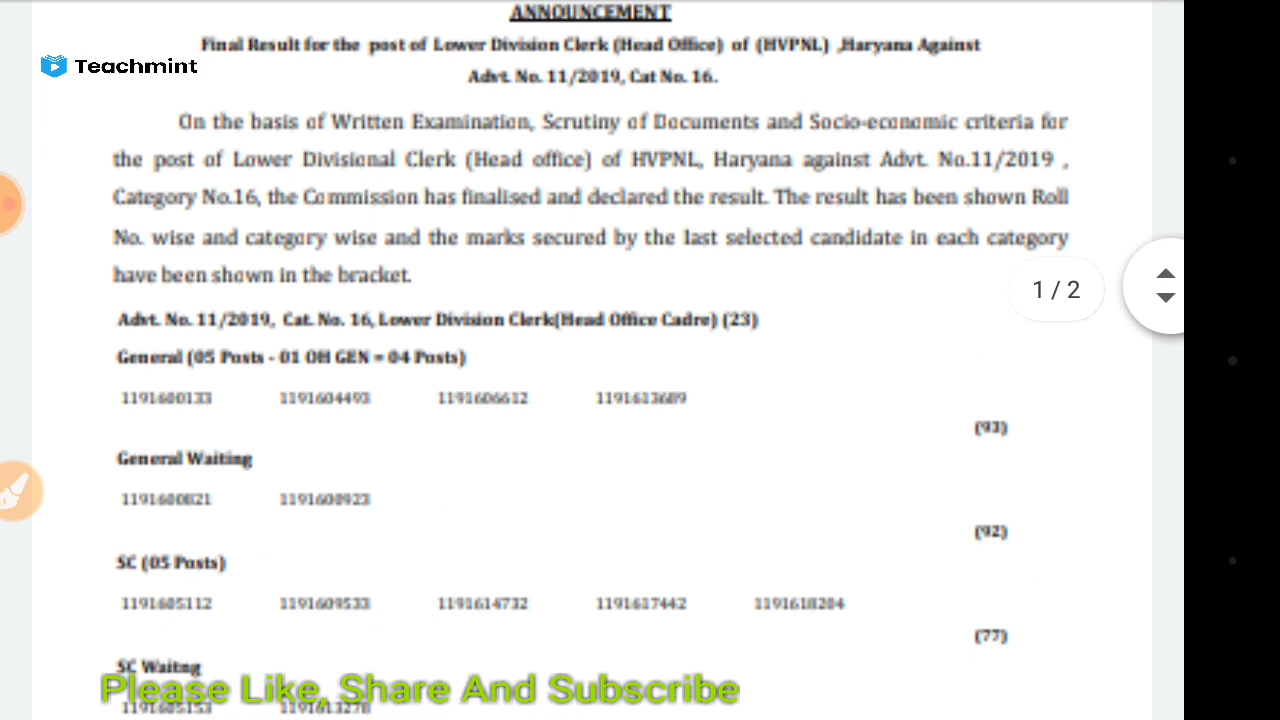 ANNOUNCEMENT
Final Result for the post of Lower Division Clerk (Head Office) of (HVPNL) ,Haryana Against
Teachmint
Advt. No. 11/2019, Cat No. 16.
On the basis of Written Examination, Scrutiny of Documents and Socio-economic criteria for
the post of Lower Divisional Clerk (Head office) of HVPNL, Haryana against Advt. No.11/2019 ,
Category No.16, the Commission has finalised and declared the result. The result has been shown Roll
No. wise and category wise and the marks secured by the last selected candidate in each category
have been shown in the bracket.
1 / 2
Advt. No. 11/2019, Cat. No. 16, Lower Division Clerk(Head Office Cadre) (23)
General (05 Posts - 01 OH GEN = 04 Posts)
1191600133 1191604493 1191606612 1191613609
(93)
General Waiting
1191600821 1191600923
(92)
SC (05 Posts)
1191605112 1191609533 1191614732 1191617442 1191618204
(77)
SC Waitng
Please Like, Share And Subscribe
1191605153 1191613270